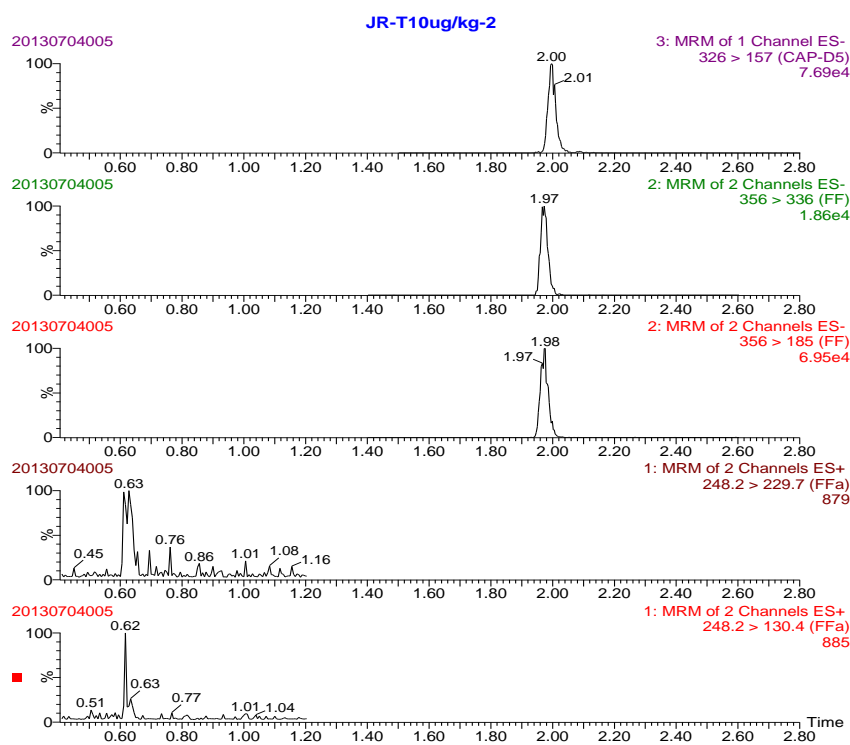 JR-T10ug/kg-2
20130704005
3: MRM of 1 Channel ES-
326 > 157 (CAP-D5)
7.69e4
100
%
0
2.00
2.01
0.60 0.80 1.00 1.20 1.40 1.60 1.80 2.00 2.20 2.40 2.60 2.80
20130704005
2: MRM of 2 Channels ES-
356 > 336 (FF)
1.86e4
100
%
0
1.97
0.60 0.80 1.00 1.20 1.40 1.60 1.80 2.00 2.20 2.40 2.60 2.80
20130704005
2: MRM of 2 Channels ES-
356 > 185 (FF)
6.95e4
100
%
0
1.98
1.97
0.60 0.80 1.00 1.20 1.40 1.60 1.80 2.00 2.20 2.40 2.60 2.80
20130704005
1: MRM of 2 Channels ES+
248.2 > 229.7 (FFa)
879
100
%
0
0.63
0.45 0.76 0.86 1.01 1.08 1.16
0.60 0.80 1.00 1.20 1.40 1.60 1.80 2.00 2.20 2.40 2.60 2.80
20130704005
1: MRM of 2 Channels ES+
248.2 > 130.4 (FFa)
885
100
%
0
0.62
0.51 0.63 0.77 1.01 1.04
Time
0.60 0.80 1.00 1.20 1.40 1.60 1.80 2.00 2.20 2.40 2.60 2.80